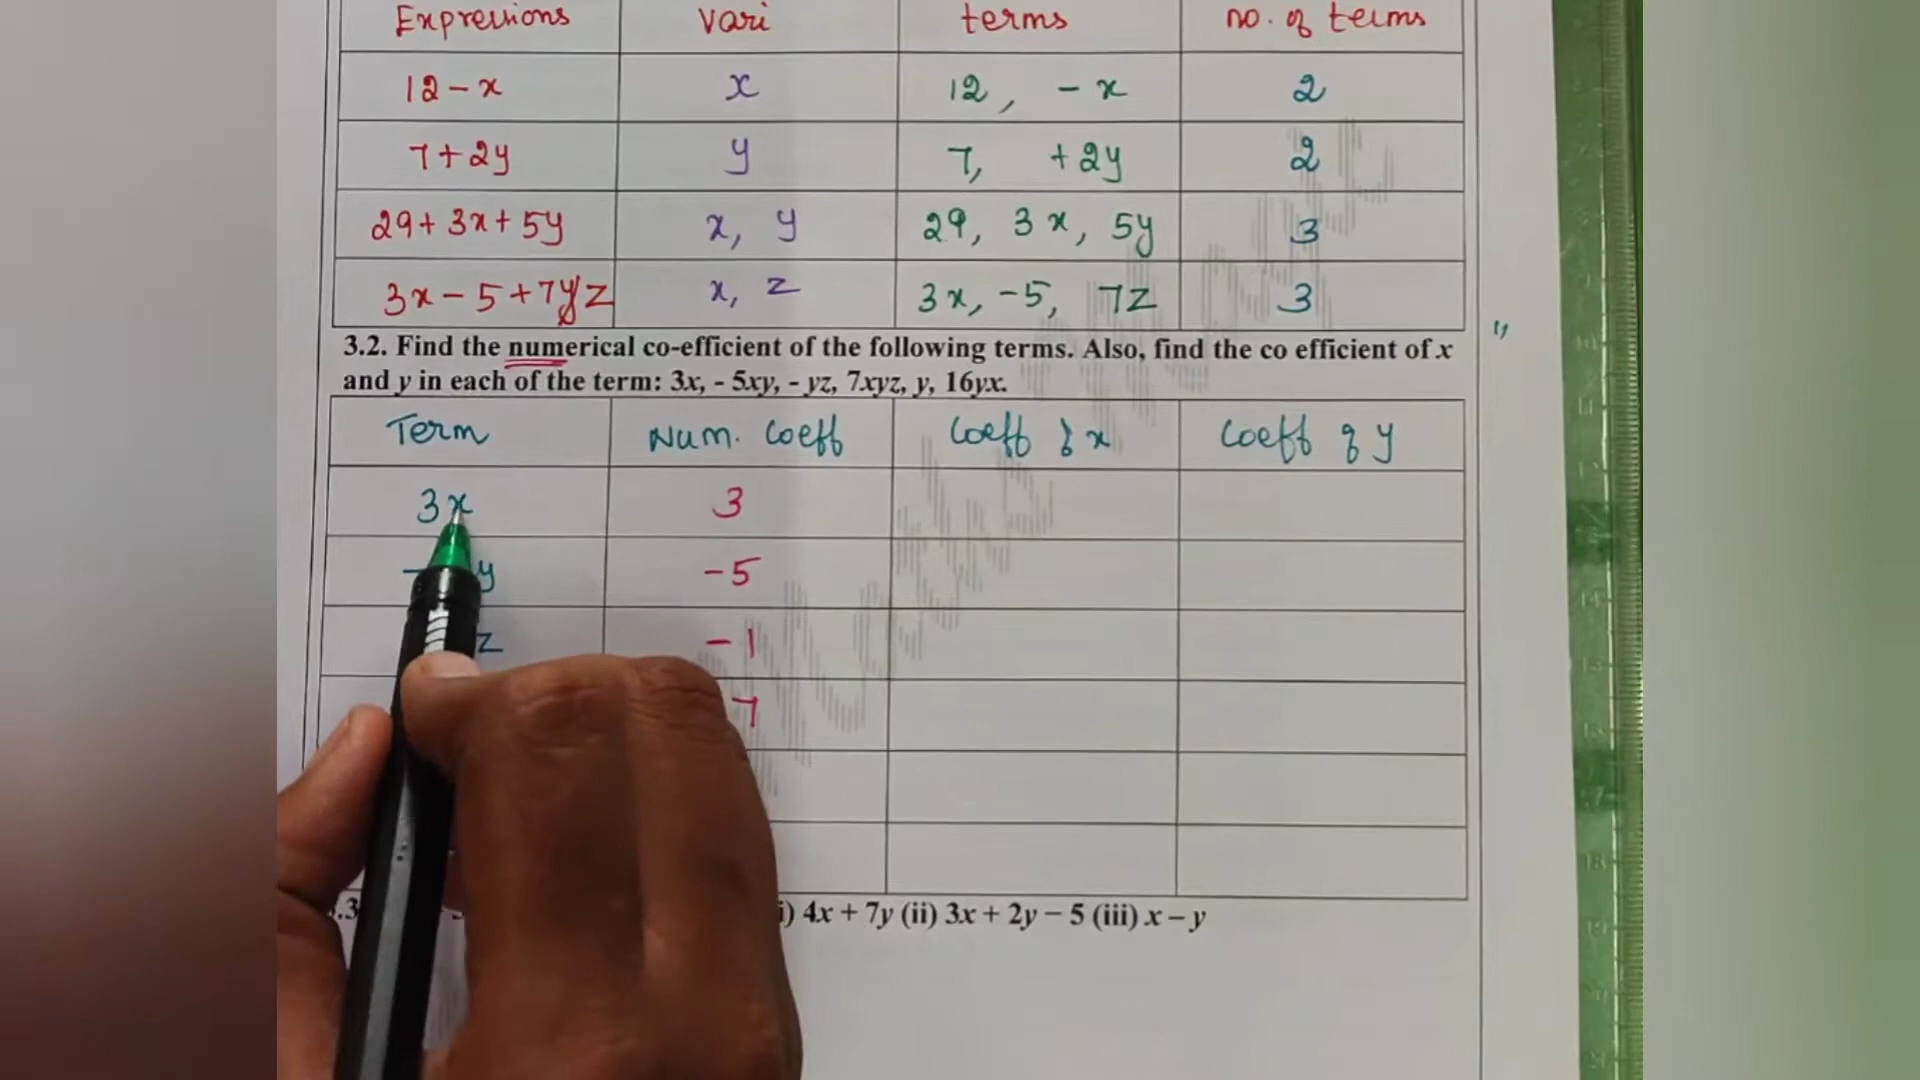 Expressions vari terms no. of terms
12 - x x 12, - x 2
7 + 2y y 7, + 2y 2
29 + 3x + 5y x, y 29, 3x, 5y 3
3x - 5 + 7yz x, z 3x, -5, 7z 3
3.2. Find the numerical co-efficient of the following terms. Also, find the co efficient of x
and y in each of the term: 3x, - 5xy, - yz, 7xyz, y, 16yx.
Term Num. Coeff Coeff of x Coeff of y
3x 3
y -5
z -1
7
.3 i) 4x + 7y (ii) 3x + 2y – 5 (iii) x – y